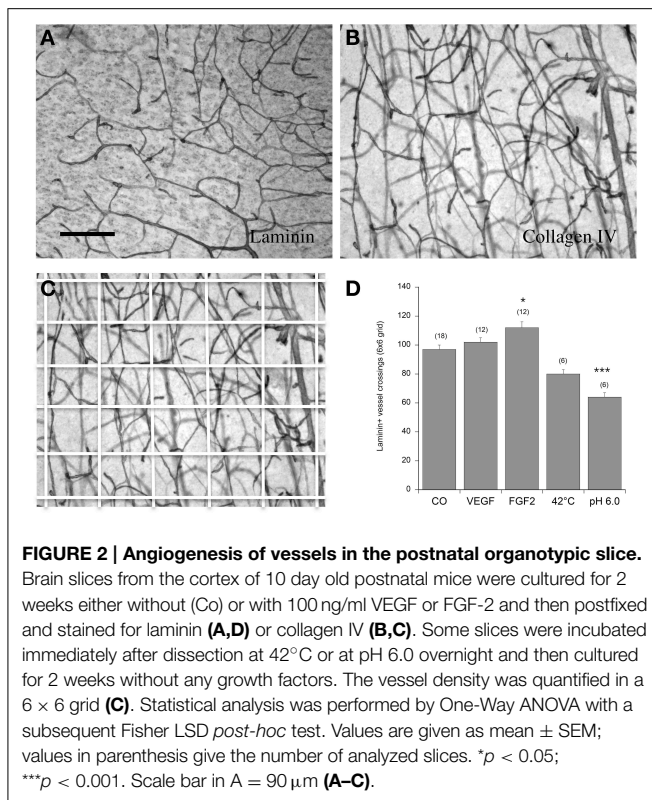 A
Laminin
B
Collagen IV
C
D
Laminin+ vessel crossings (6x6 grid)
140
120
100
80
60
40
20
0
(18)
(12)
*
(12)
(6)
***
(6)
CO VEGF FGF2 42°C pH 6.0
FIGURE 2 | Angiogenesis of vessels in the postnatal organotypic slice.
Brain slices from the cortex of 10 day old postnatal mice were cultured for 2
weeks either without (Co) or with 100 ng/ml VEGF or FGF-2 and then postfixed
and stained for laminin (A,D) or collagen IV (B,C). Some slices were incubated
immediately after dissection at 42°C or at pH 6.0 overnight and then cultured
for 2 weeks without any growth factors. The vessel density was quantified in a
6 × 6 grid (C). Statistical analysis was performed by One-Way ANOVA with a
subsequent Fisher LSD post-hoc test. Values are given as mean ± SEM;
values in parenthesis give the number of analyzed slices. *p < 0.05;
***p < 0.001. Scale bar in A = 90 μm (A–C).